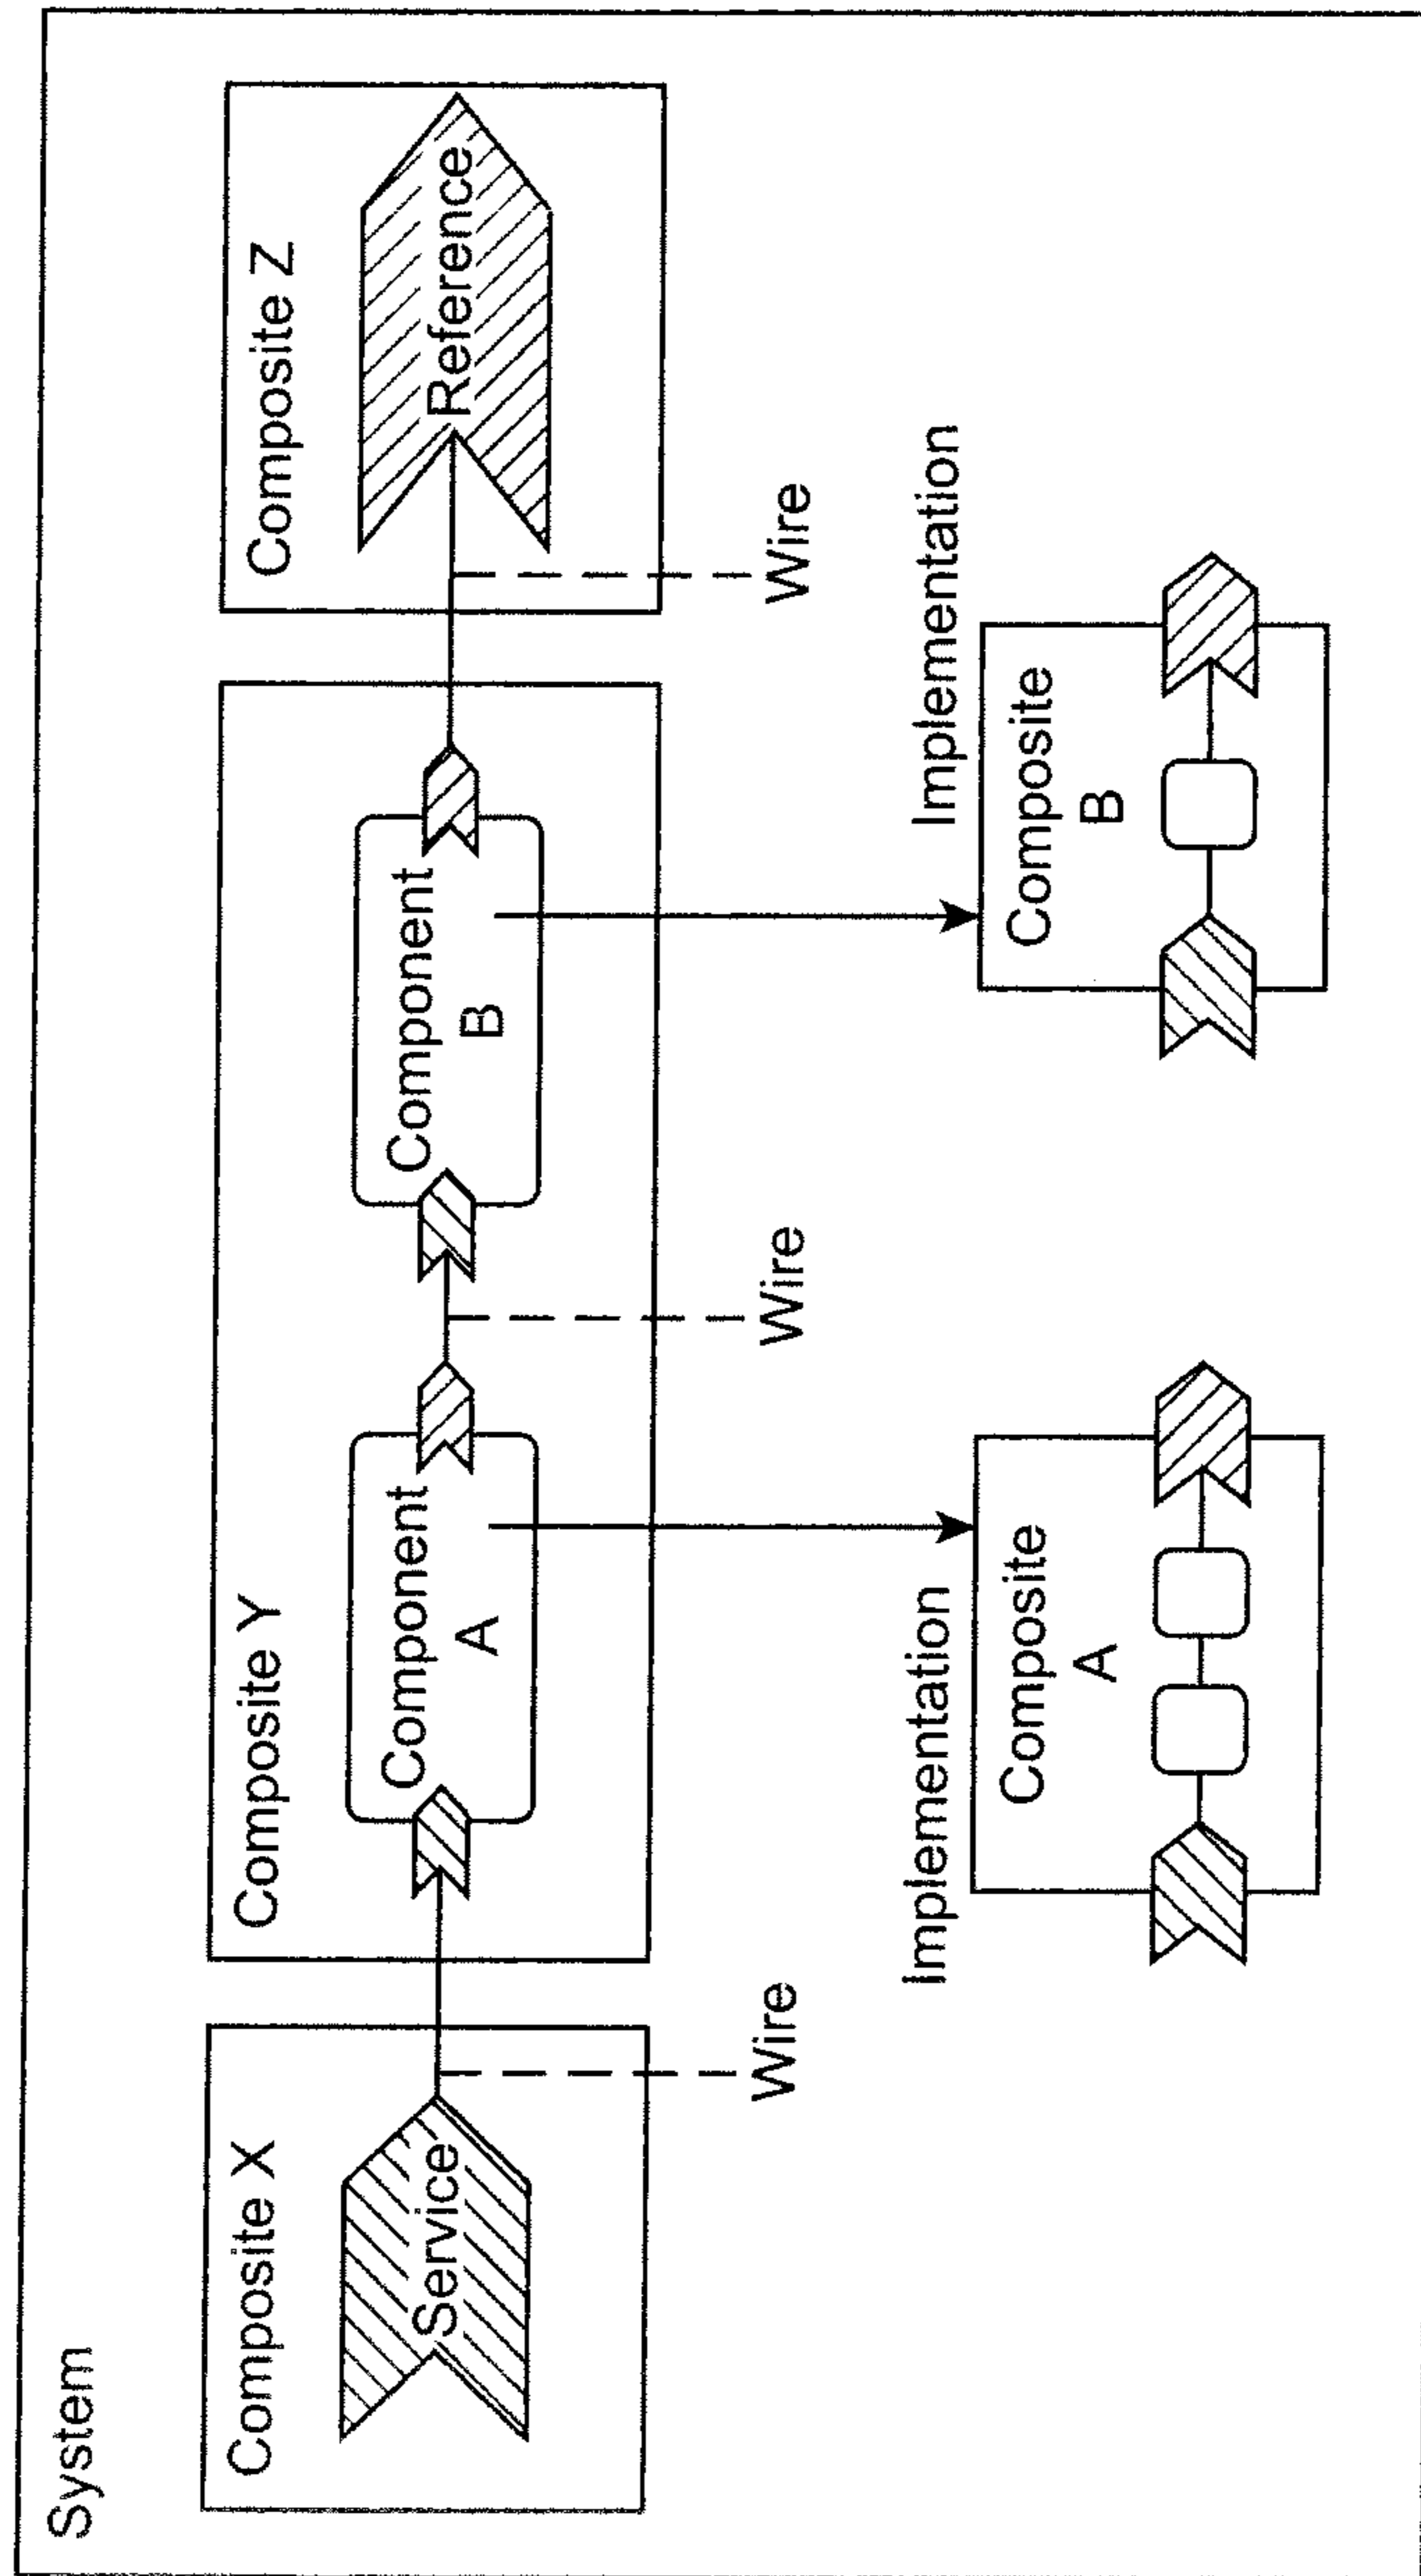 System
Composite X
Service
Wire
Composite Y
Component
A
Wire
Component
B
Composite Z
Reference
Wire
Implementation
Composite
A
Implementation
Composite
B